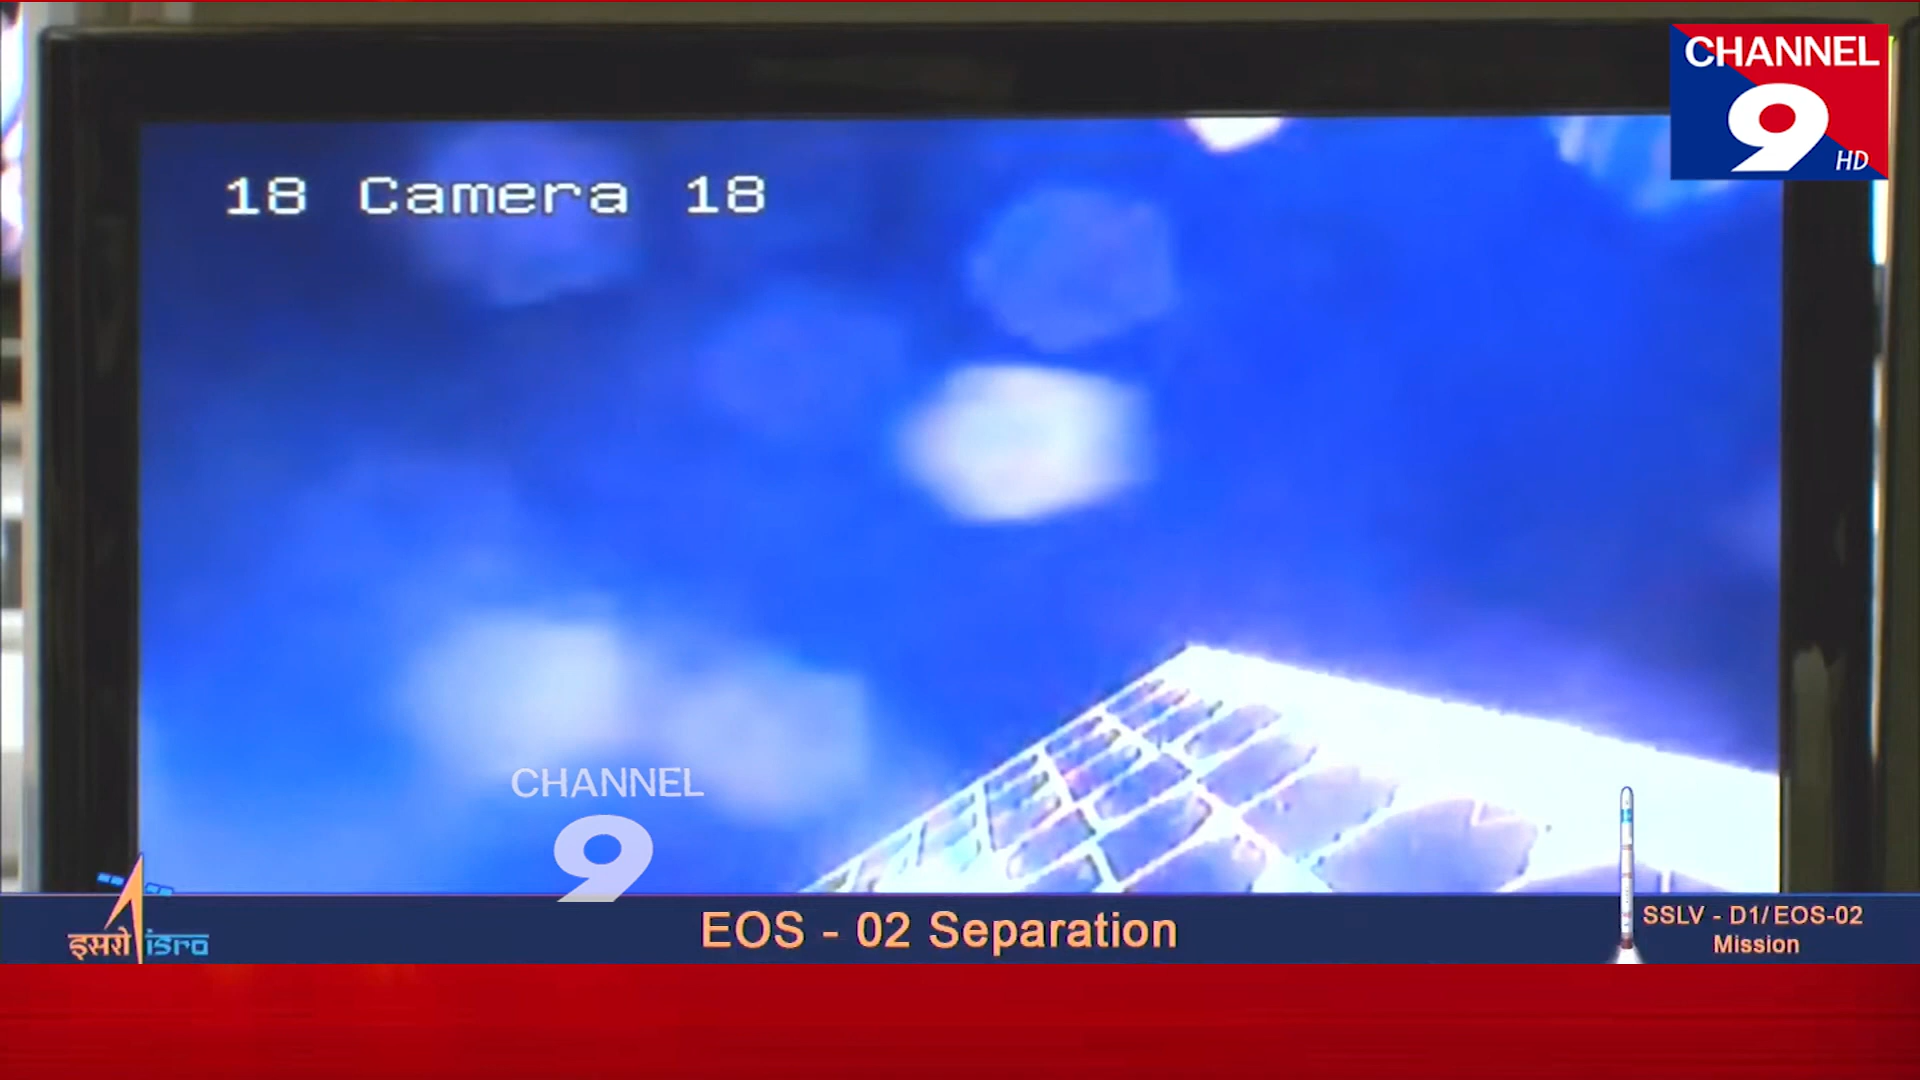 CHANNEL
9
HD
18 Camera 18
CHANNEL
9
इसरो isro
EOS - 02 Separation
SSLV - D1/EOS-02
Mission